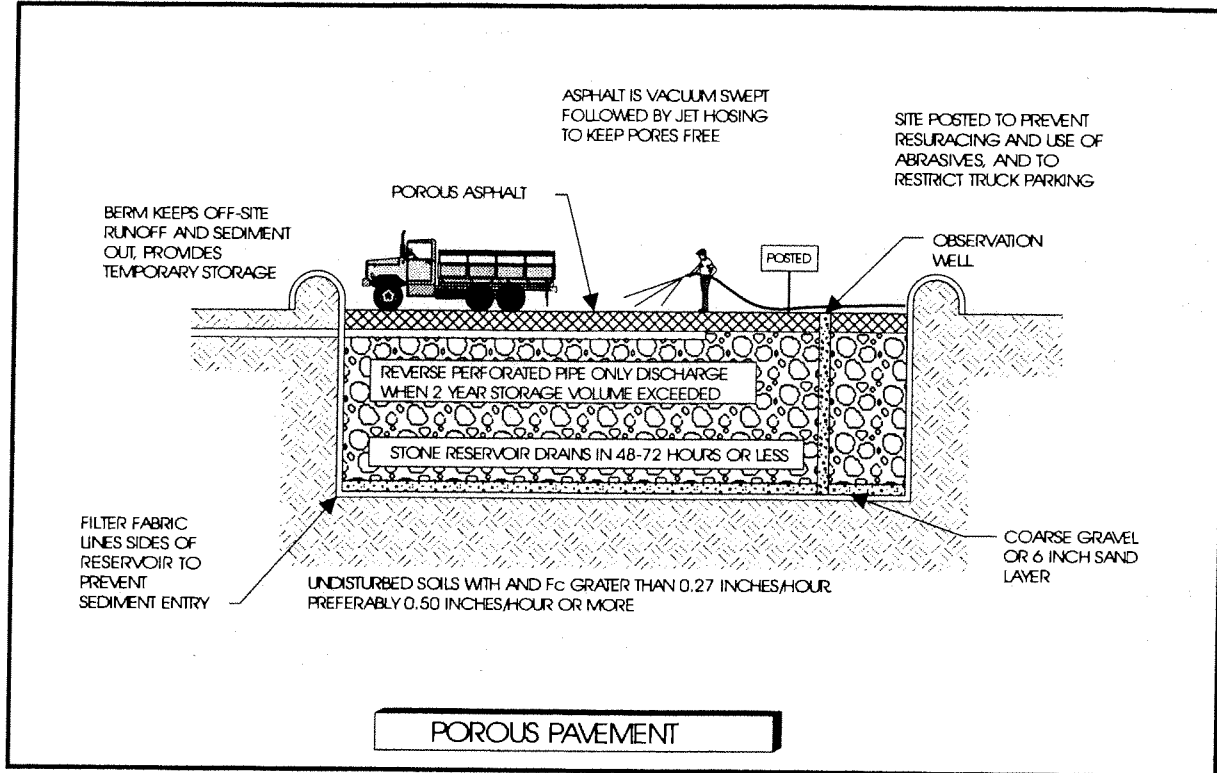 ASPHALT IS VACUUM SWEPT
FOLLOWED BY JET HOSING
TO KEEP PORES FREE
SITE POSTED TO PREVENT
RESURACING AND USE OF
ABRASIVES, AND TO
RESTRICT TRUCK PARKING
POROUS ASPHALT
BERM KEEPS OFF-SITE
RUNOFF AND SEDIMENT
OUT, PROVIDES
TEMPORARY STORAGE
POSTED
OBSERVATION
WELL
REVERSE PERFORATED PIPE ONLY DISCHARGE
WHEN 2 YEAR STORAGE VOLUME EXCEEDED
STONE RESERVOIR DRAINS IN 48-72 HOURS OR LESS
FILTER FABRIC
LINES SIDES OF
RESERVOIR TO
PREVENT
SEDIMENT ENTRY
COARSE GRAVEL
OR 6 INCH SAND
LAYER
UNDISTURBED SOILS WITH AND Fc GRATER THAN 0.27 INCHES/HOUR
PREFERABLY 0.50 INCHES/HOUR OR MORE
POROUS PAVEMENT